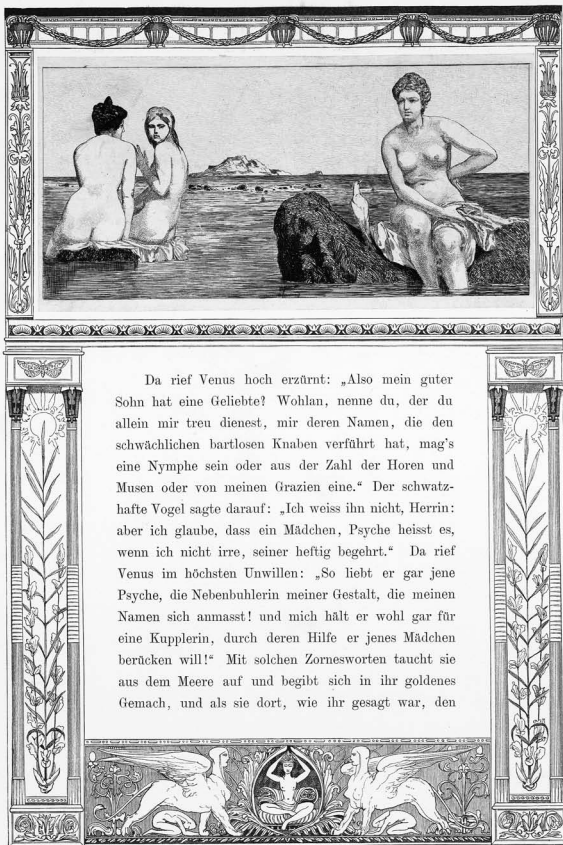 Da rief Venus hoch erzürnt: „Also mein guter
Sohn hat eine Geliebte? Wohlan, nenne du, der du
allein mir treu dienest, mir deren Namen, die den
schwächlichen bartlosen Knaben verführt hat, mag's
eine Nymphe sein oder aus der Zahl der Horen und
Musen oder von meinen Grazien eine.“ Der schwatz-
hafte Vogel sagte darauf: „Ich weiss ihn nicht, Herrin:
aber ich glaube, dass ein Mädchen, Psyche heisst es,
wenn ich nicht irre, seiner heftig begehrt.“ Da rief
Venus im höchsten Unwillen: „So liebt er gar jene
Psyche, die Nebenbuhlerin meiner Gestalt, die meinen
Namen sich anmasst! und mich hält er wohl gar für
eine Kupplerin, durch deren Hilfe er jenes Mädchen
berücken will!“ Mit solchen Zornesworten taucht sie
aus dem Meere auf und begibt sich in ihr goldenes
Gemach, und als sie dort, wie ihr gesagt war, den